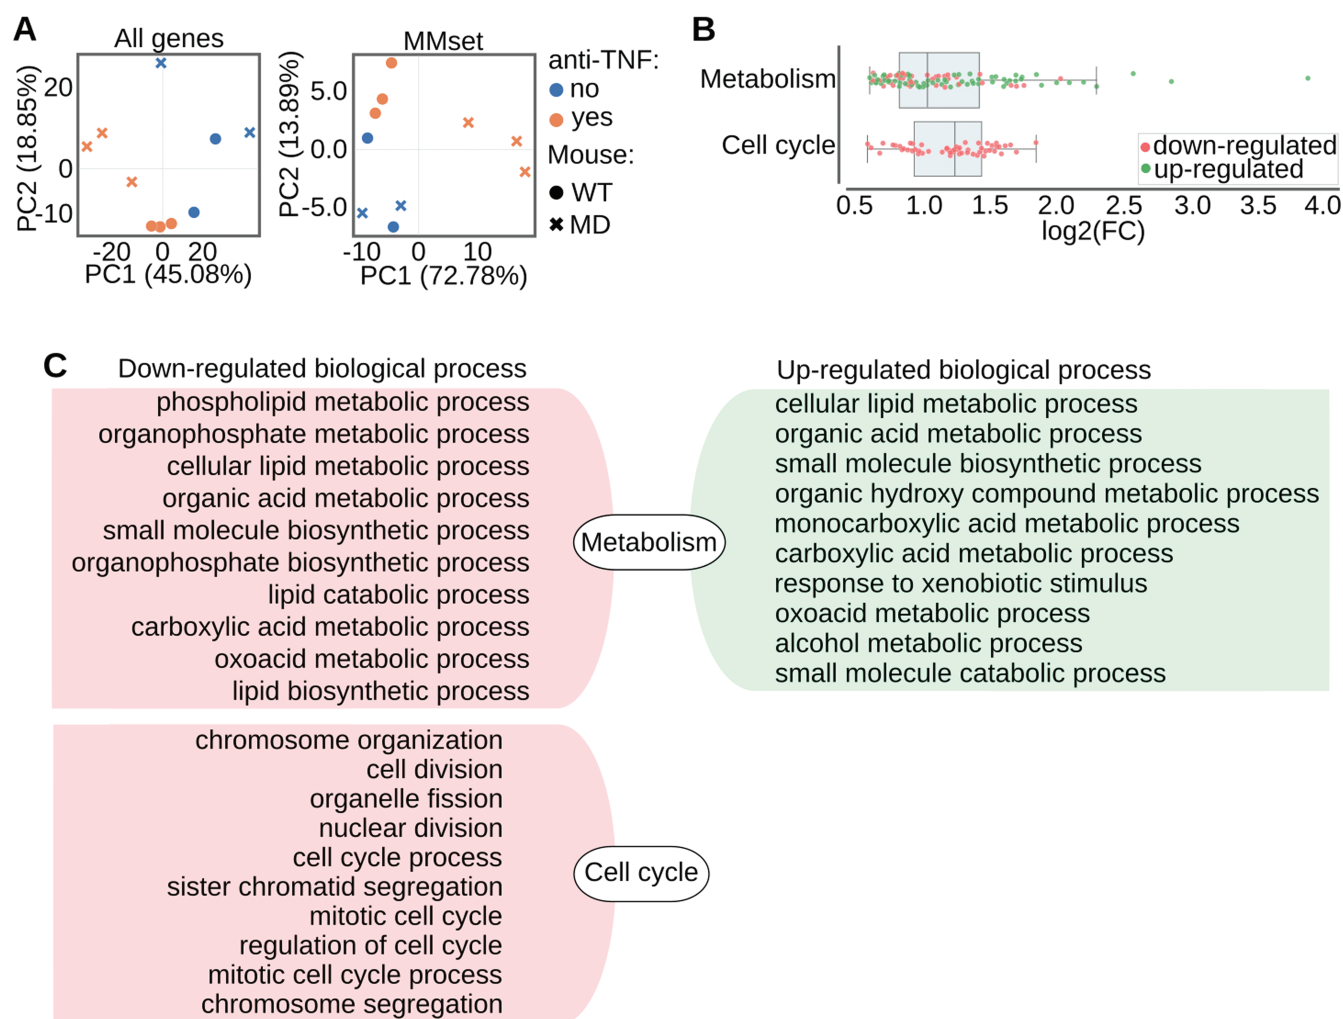 A
All genes
20
0
-10
PC2 (18.85%)
-20 0 20
PC1 (45.08%)
MMset
5.0
0.0
-5.0
PC2 (13.89%)
-10 0 10
PC1 (72.78%)
anti-TNF:
no
yes
Mouse:
WT
MD
B
Metabolism
Cell cycle
down-regulated
up-regulated
0.5 1.0 1.5 2.0 2.5 3.0 3.5 4.0
log2(FC)
C
Down-regulated biological process
phospholipid metabolic process
organophosphate metabolic process
cellular lipid metabolic process
organic acid metabolic process
small molecule biosynthetic process
organophosphate biosynthetic process
lipid catabolic process
carboxylic acid metabolic process
oxoacid metabolic process
lipid biosynthetic process
Metabolism
Up-regulated biological process
cellular lipid metabolic process
organic acid metabolic process
small molecule biosynthetic process
organic hydroxy compound metabolic process
monocarboxylic acid metabolic process
carboxylic acid metabolic process
response to xenobiotic stimulus
oxoacid metabolic process
alcohol metabolic process
small molecule catabolic process
chromosome organization
cell division
organelle fission
nuclear division
cell cycle process
sister chromatid segregation
mitotic cell cycle
regulation of cell cycle
mitotic cell cycle process
chromosome segregation
Cell cycle